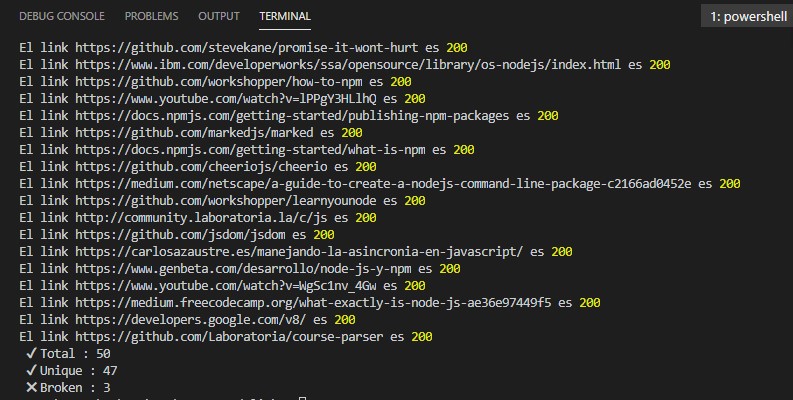 DEBUG CONSOLE PROBLEMS OUTPUT TERMINAL 1: powershell
El link https://github.com/stevekane/promise-it-wont-hurt es 200
El link https://www.ibm.com/developerworks/ssa/opensource/library/os-nodejs/index.html es 200
El link https://github.com/workshopper/how-to-npm es 200
El link https://www.youtube.com/watch?v=lPPgY3HLlhQ es 200
El link https://docs.npmjs.com/getting-started/publishing-npm-packages es 200
El link https://github.com/markedjs/marked es 200
El link https://docs.npmjs.com/getting-started/what-is-npm es 200
El link https://github.com/cheeriojs/cheerio es 200
El link https://medium.com/netscape/a-guide-to-create-a-nodejs-command-line-package-c2166ad0452e es 200
El link https://github.com/workshopper/learnyounode es 200
El link http://community.laboratoria.la/c/js es 200
El link https://github.com/jsdom/jsdom es 200
El link https://carlosazaustre.es/manejando-la-asincronia-en-javascript/ es 200
El link https://www.genbeta.com/desarrollo/node-js-y-npm es 200
El link https://www.youtube.com/watch?v=WgSc1nv_4Gw es 200
El link https://medium.freecodecamp.org/what-exactly-is-node-js-ae36e97449f5 es 200
El link https://developers.google.com/v8/ es 200
El link https://github.com/Laboratoria/course-parser es 200
✔Total : 50
✔Unique : 47
✖Broken : 3